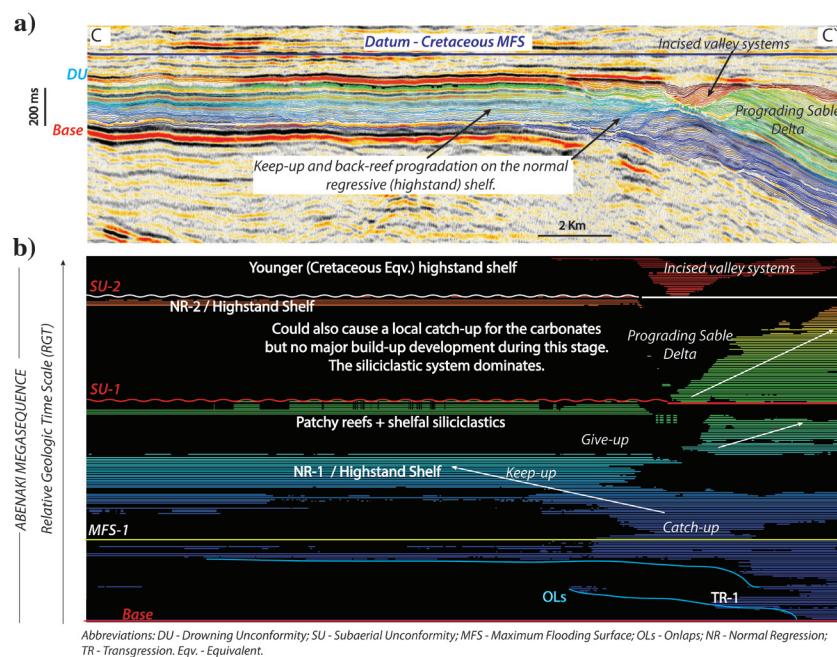 a)
C
C`
Datum - Cretaceous MFS
Incised valley systems
DU
200 ms
Prograding Sable
Delta
Base
Keep-up and back-reef progradation on the normal
regressive (highstand) shelf.
2 Km
b)
Younger (Cretaceous Eqv.) highstand shelf
Incised valley systems
SU-2
NR-2 / Highstand Shelf
Could also cause a local catch-up for the carbonates
but no major build-up development during this stage.
The siliciclastic system dominates.
Prograding Sable
Delta
SU-1
Patchy reefs + shelfal siliciclastics
Give-up
NR-1 / Highstand Shelf
Keep-up
Catch-up
MFS-1
OLs
TR-1
Base
ABENAKI MEGASEQUENCE
Relative Geologic Time Scale (RGT)
Abbreviations: DU - Drowning Unconformity; SU - Subaerial Unconformity; MFS - Maximum Flooding Surface; OLs - Onlaps; NR - Normal Regression;
TR - Transgression. Eqv. - Equivalent.